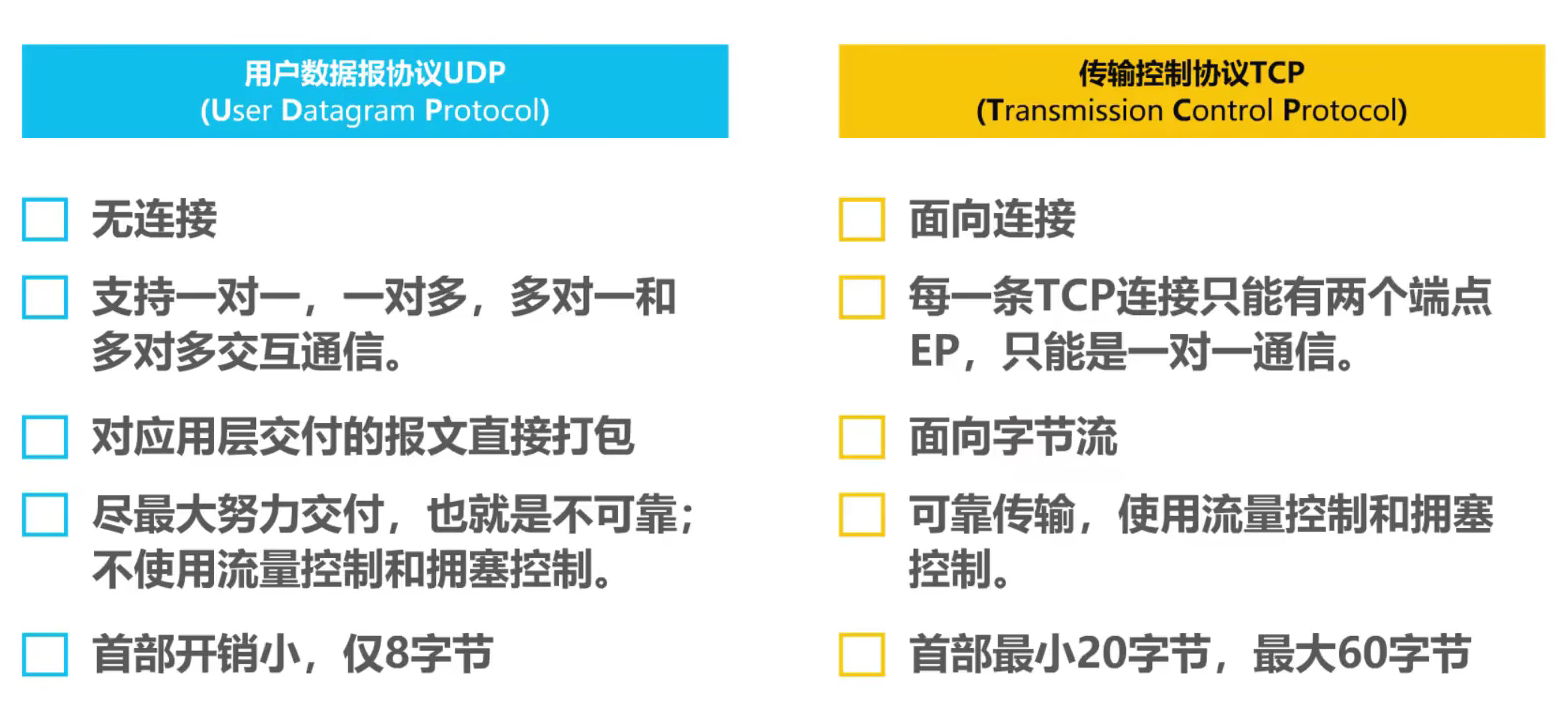 用户数据报协议UDP
(User Datagram Protocol)
无连接
支持一对一，一对多，多对一和
多对多交互通信。
对应用层交付的报文直接打包
尽最大努力交付，也就是不可靠；
不使用流量控制和拥塞控制。
首部开销小，仅8字节
传输控制协议TCP
(Transmission Control Protocol)
面向连接
每一条TCP连接只能有两个端点
EP，只能是一对一通信。
面向字节流
可靠传输，使用流量控制和拥塞
控制。
首部最小20字节，最大60字节